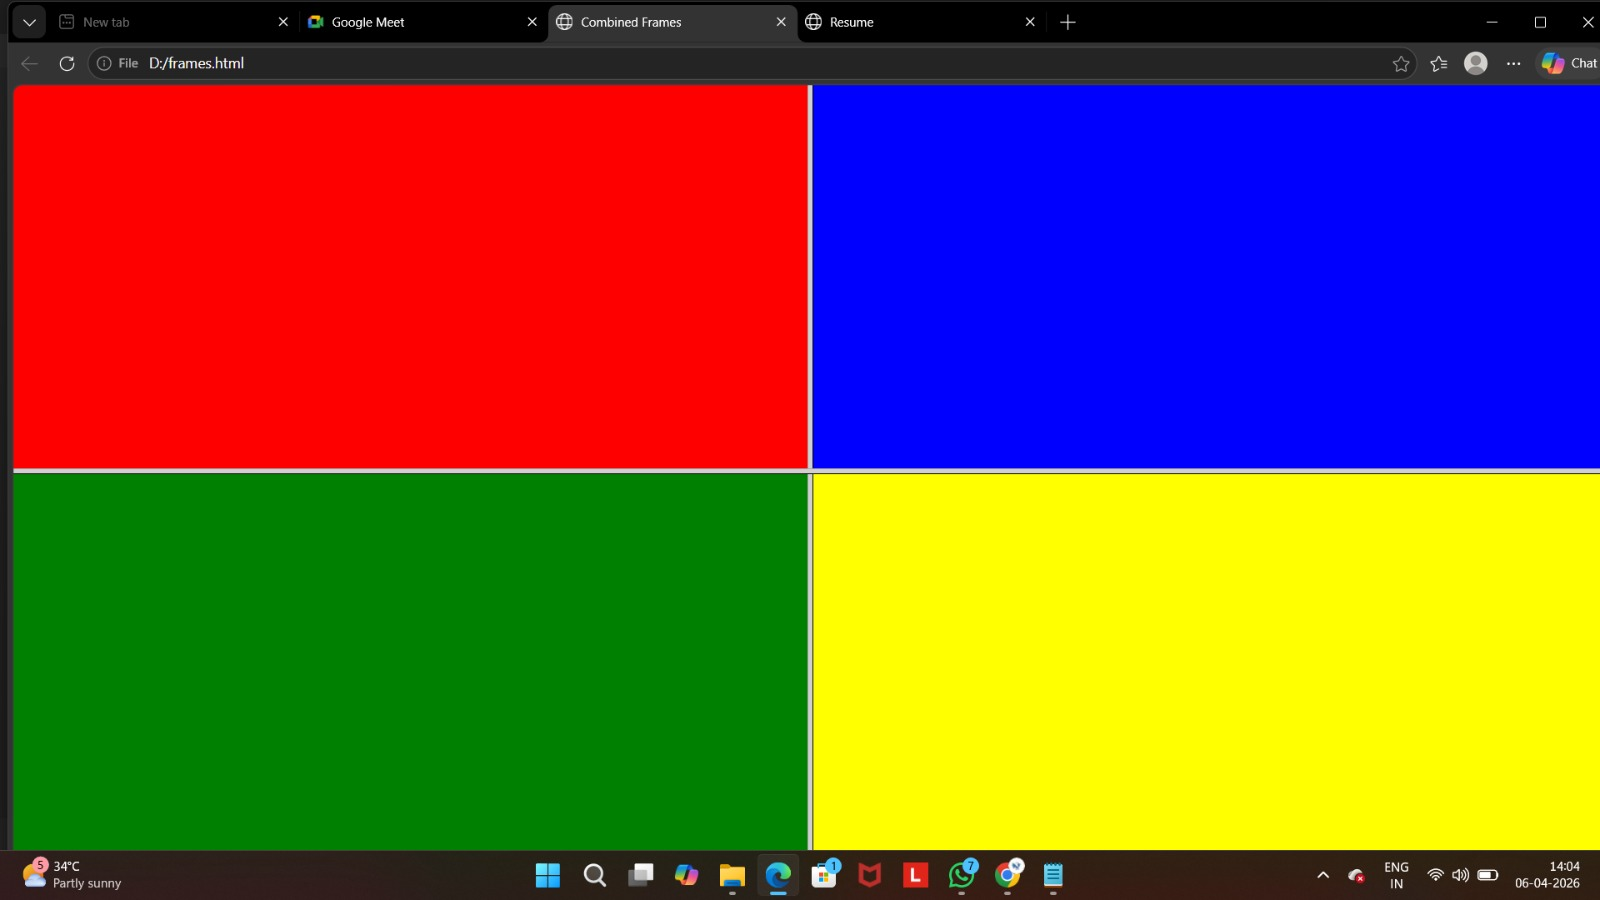 New tab
Google Meet
Combined Frames
Resume
File D:/frames.html
Chat
5
34°C
Partly sunny
1
L
7
ENG
IN
14:04
06-04-2026